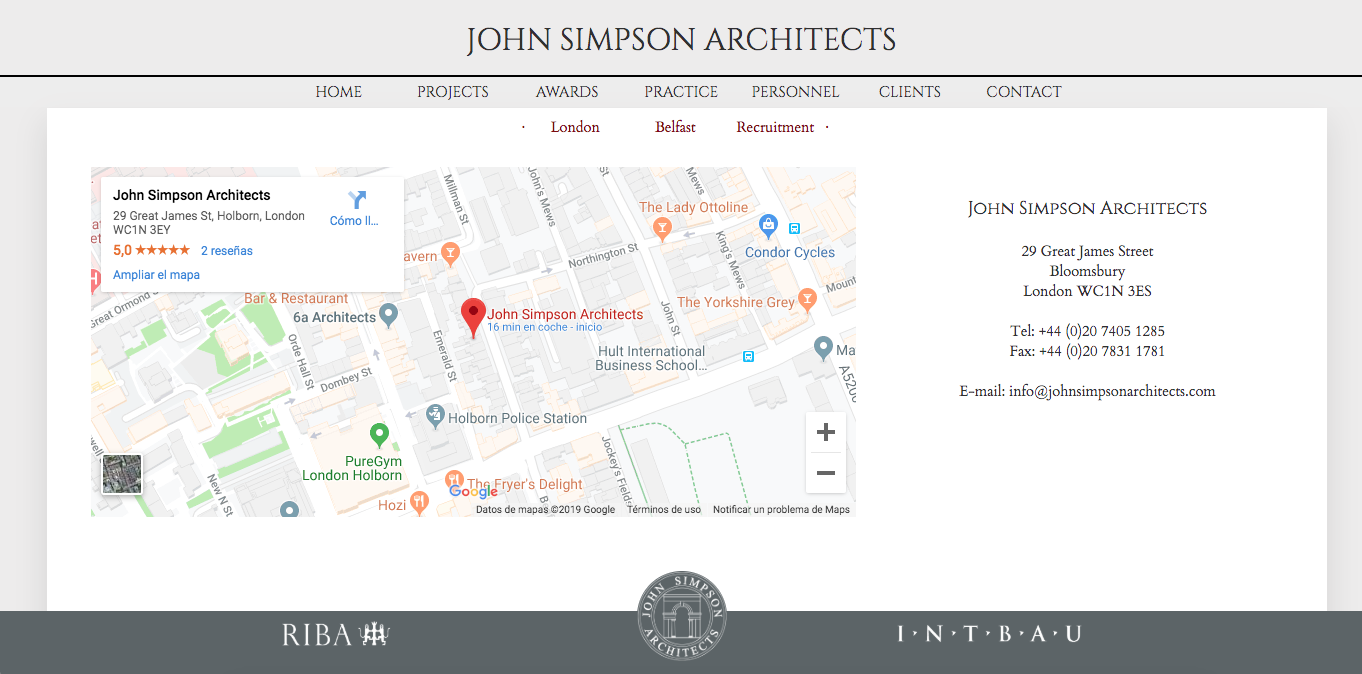 JOHN SIMPSON ARCHITECTS
HOME PROJECTS AWARDS PRACTICE PERSONNEL CLIENTS CONTACT
· London Belfast Recruitment ·
John Simpson Architects
29 Great James St, Holborn, London
WC1N 3EY
5,0 ★★★★★ 2 reseñas
Ampliar el mapa
Cómo ll...
Millman St
John's Mews
St
Mews
The Lady Ottoline
Condor Cycles
King's Mews
Northington St
avern
Great Ormond St
Bar & Restaurant
6a Architects
John Simpson Architects
16 min en coche - inicio
The Yorkshire Grey
Mount
John St
Emerald St
Orde Hall St
Dombey St
Hult International
Business School...
Ma
A5200
Holborn Police Station
PureGym
London Holborn
New N St
Hozi
The Fryer's Delight
Jockey's Fields
Google
Datos de mapas ©2019 Google Términos de uso Notificar un problema de Maps
JOHN SIMPSON ARCHITECTS
29 Great James Street
Bloomsbury
London WC1N 3ES
Tel: +44 (0)20 7405 1285
Fax: +44 (0)20 7831 1781
E-mail: info@johnsimpsonarchitects.com
RIBA
JOHN SIMPSON ARCHITECTS
I·N·T·B·A·U